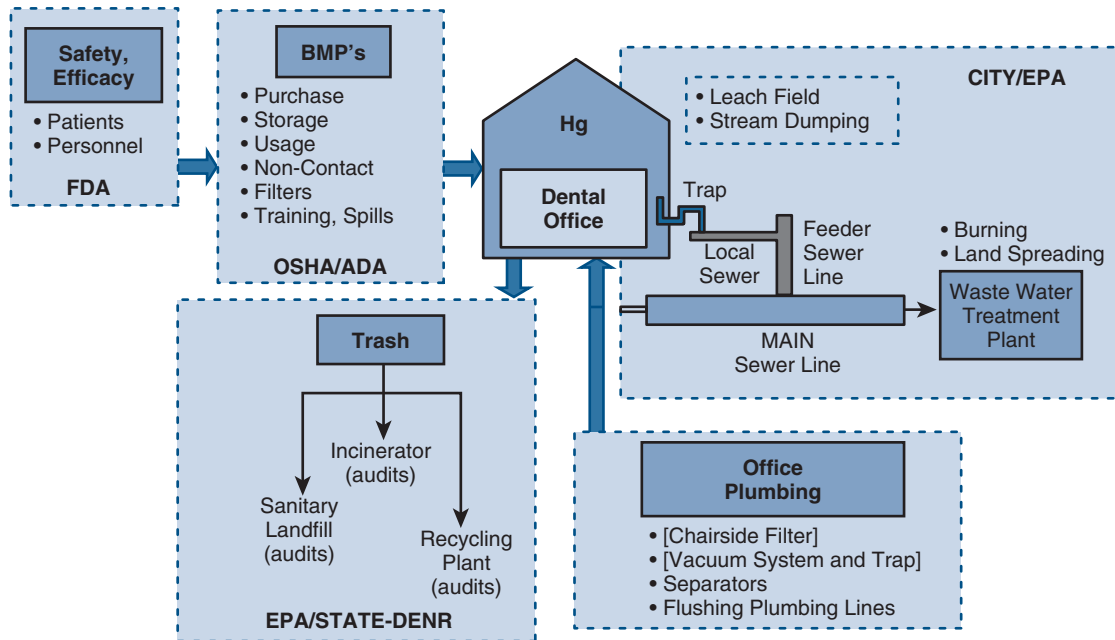 Safety,
Efficacy
• Patients
• Personnel
FDA
BMP's
• Purchase
• Storage
• Usage
• Non-Contact
• Filters
• Training, Spills
OSHA/ADA
Hg
Dental
Office
CITY/EPA
• Leach Field
• Stream Dumping
Trap
Local
Sewer
Feeder
Sewer
Line
• Burning
• Land Spreading
Waste Water
Treatment
Plant
MAIN
Sewer Line
Trash
Incinerator
(audits)
Sanitary
Landfill
(audits)
Recycling
Plant
(audits)
EPA/STATE-DENR
Office
Plumbing
• [Chairside Filter]
• [Vacuum System and Trap]
• Separators
• Flushing Plumbing Lines